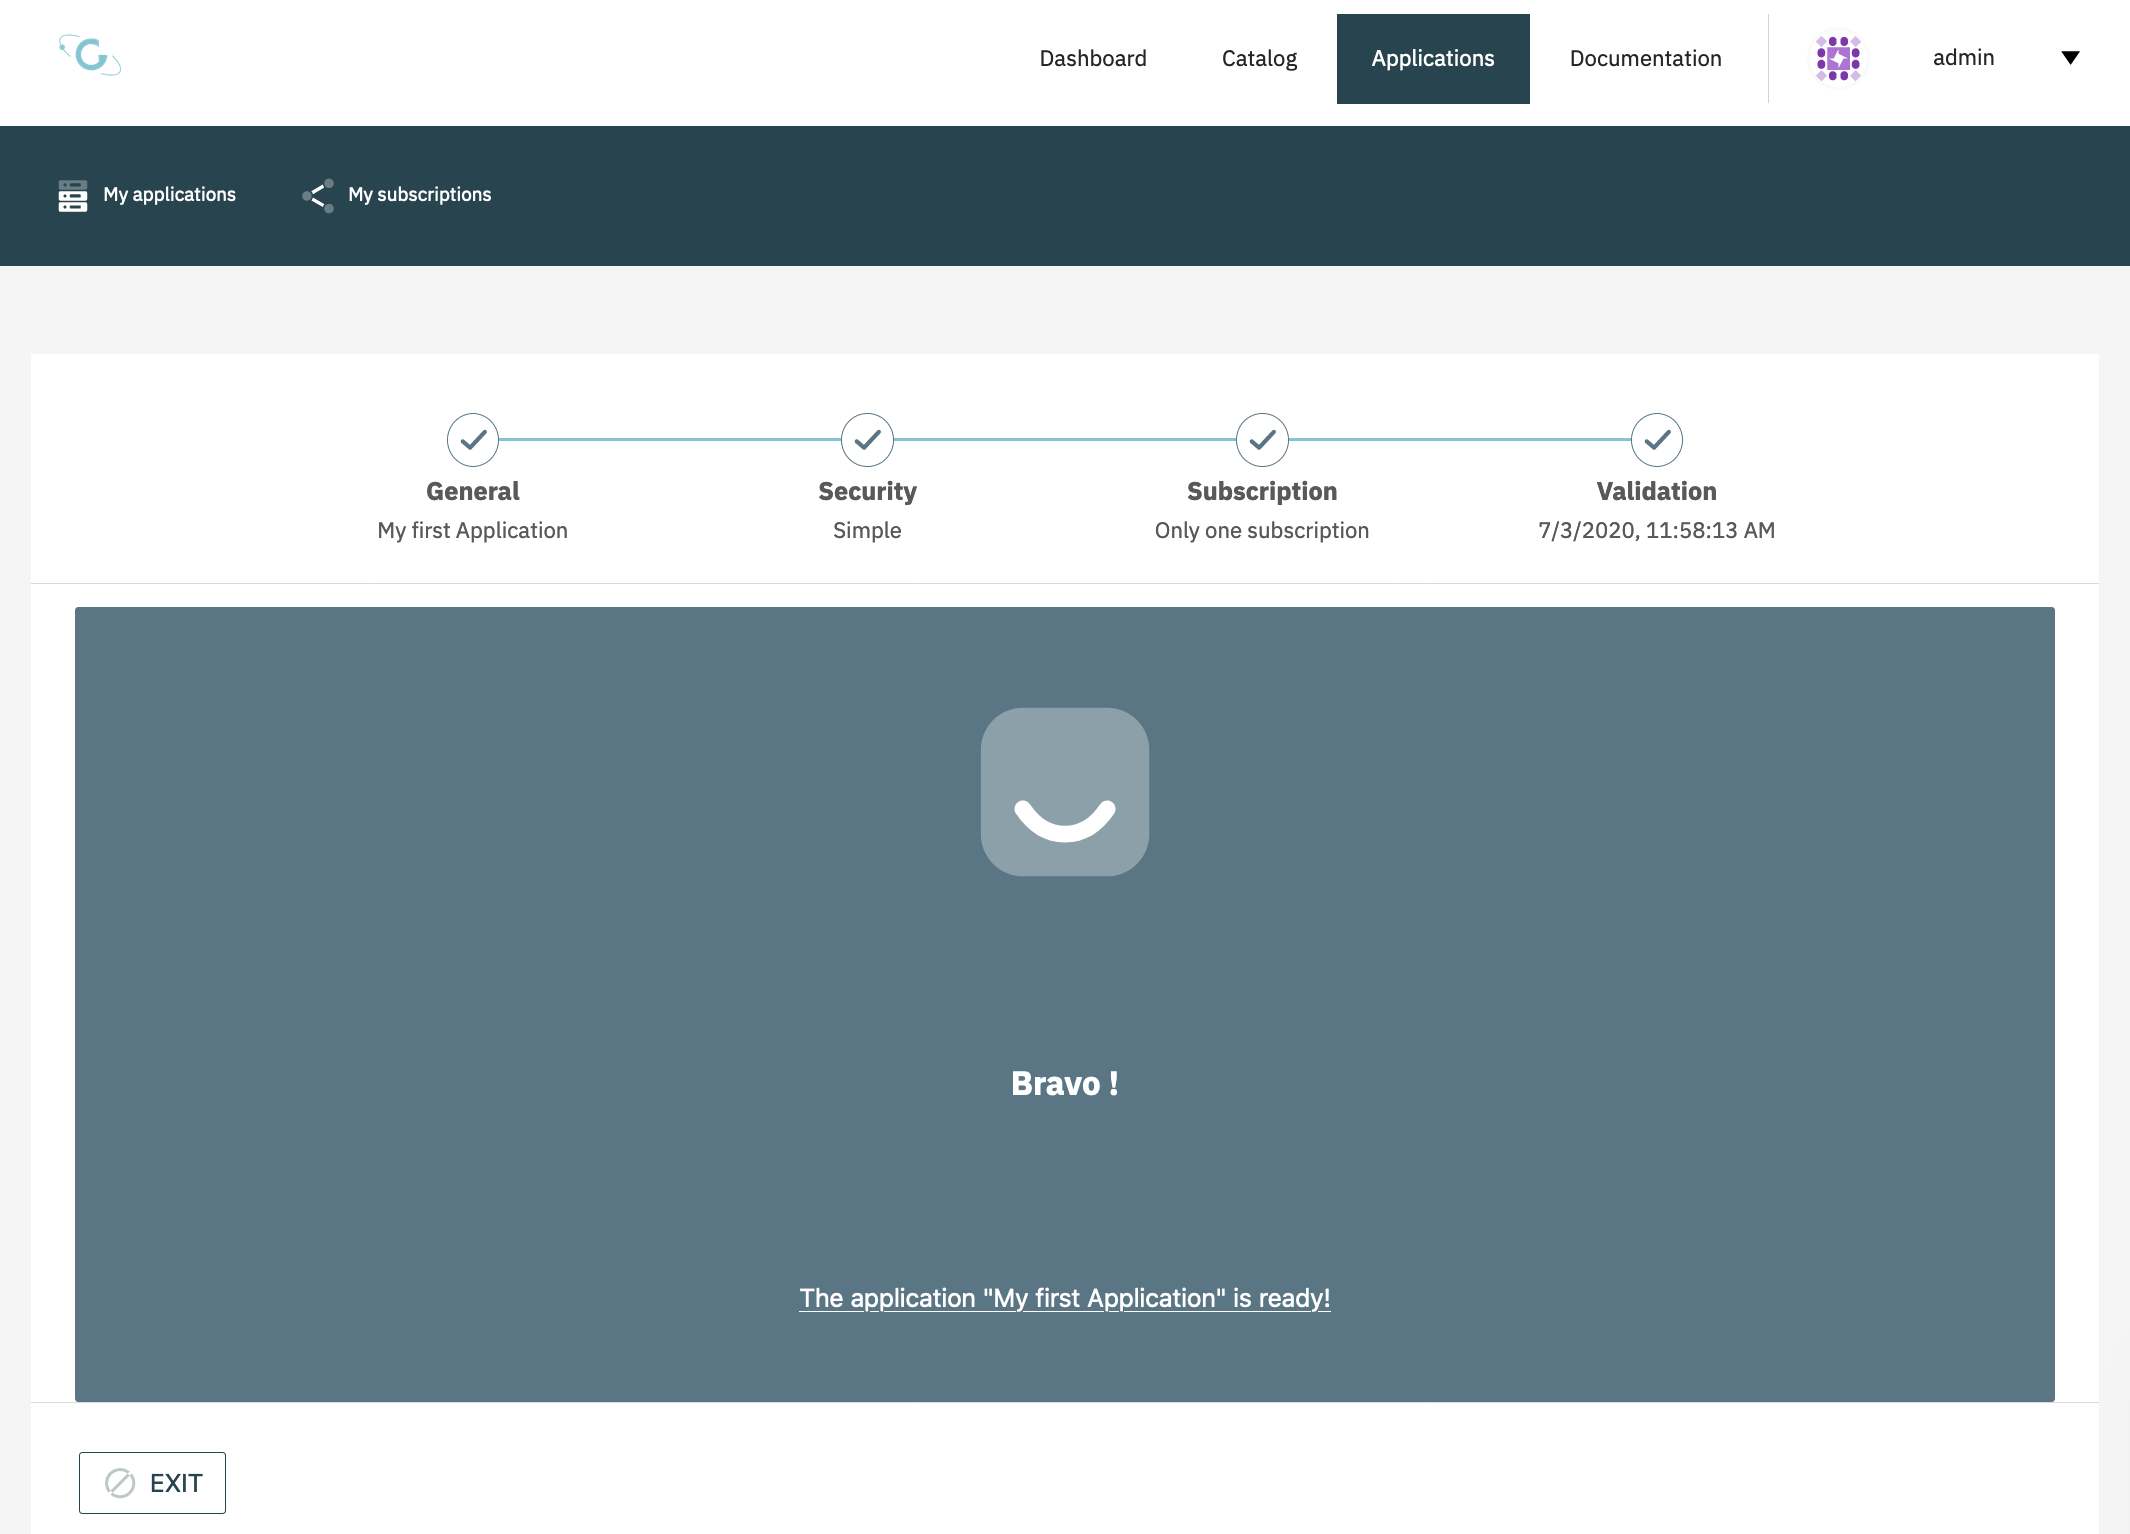 Dashboard
Catalog
Applications
Documentation
admin
My applications
My subscriptions
General
Security
Subscription
Validation
My first Application
Simple
Only one subscription
7/3/2020, 11:58:13 AM
Bravo !
The application "My first Application" is ready!
EXIT